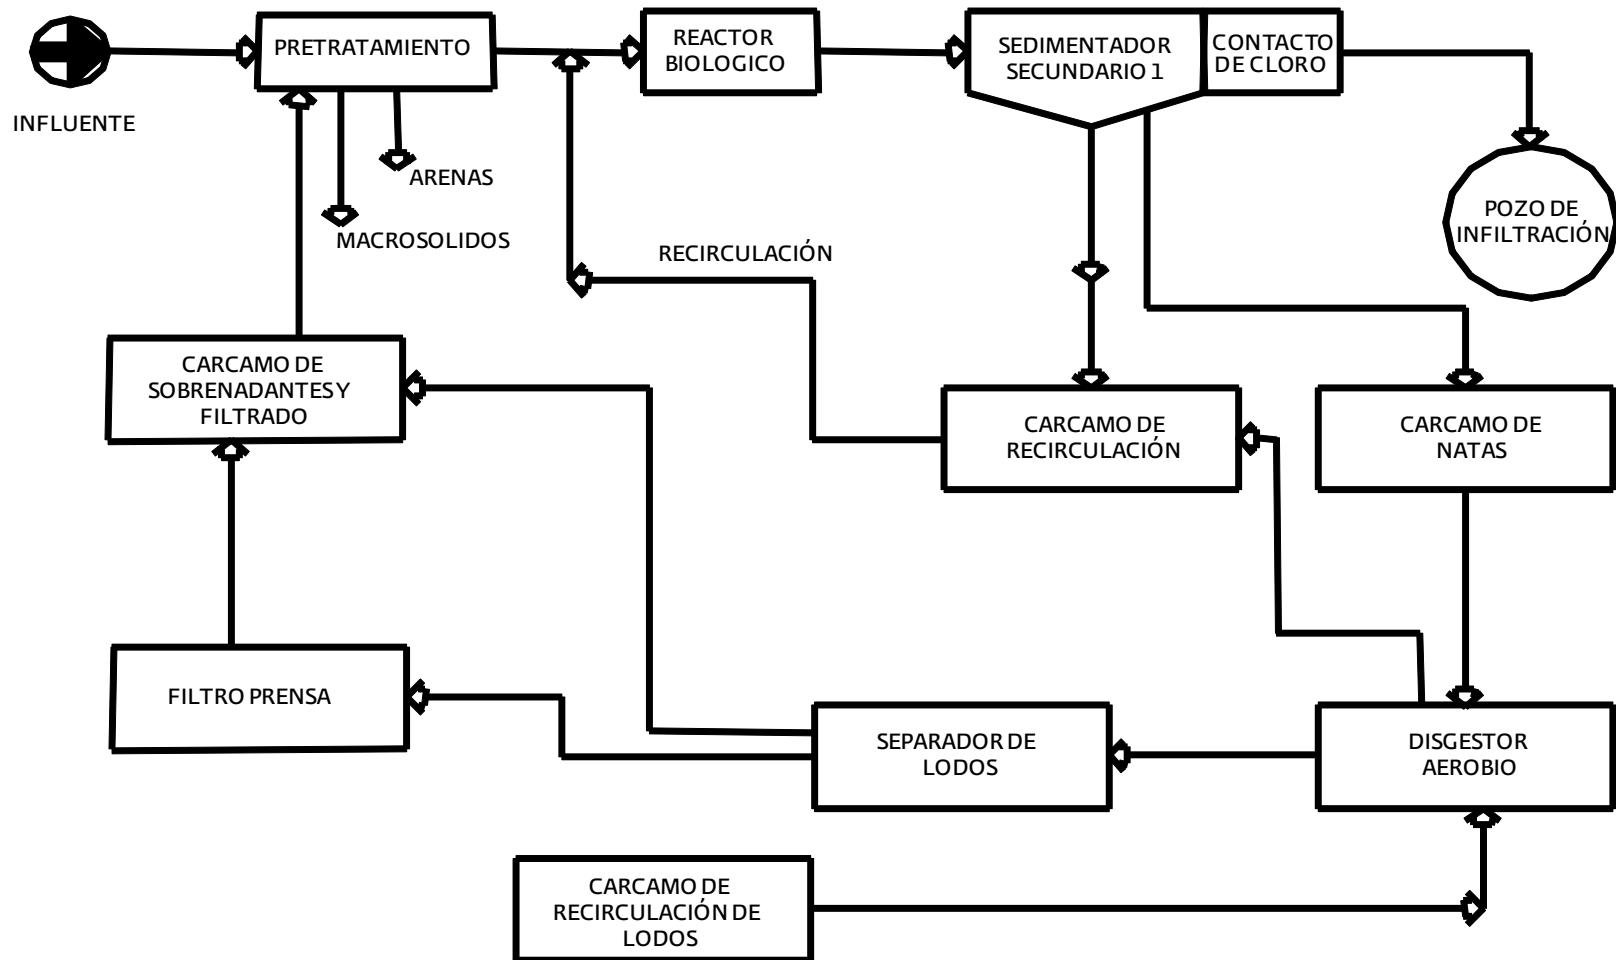 PRETRATAMIENTO
REACTOR
BIOLOGICO
SEDIMENTADOR
SECUNDARIO 1
CONTACTO
DE CLORO
INFLUENTE
ARENAS
MACROSOLIDOS
RECIRCULACIÓN
POZO DE
INFILTRACIÓN
CARCAMO DE
SOBRENADANTES Y
FILTRADO
CARCAMO DE
RECIRCULACIÓN
CARCAMO DE
NATAS
FILTRO PRENSA
SEPARADOR DE
LODOS
DISGESTOR
AEROBIO
CARCAMO DE
RECIRCULACIÓN DE
LODOS